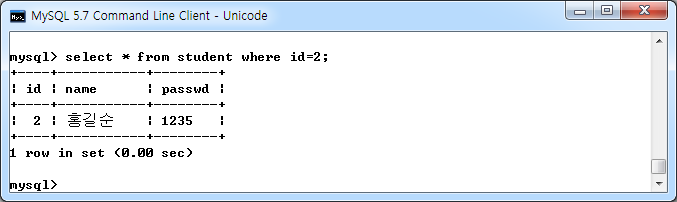 MySQL 5.7 Command Line Client - Unicode
mysql> select * from student where id=2;
+----+-----------+--------+
| id | name      | passwd |
+----+-----------+--------+
|  2 | 홍길순    | 1235   |
+----+-----------+--------+
1 row in set (0.00 sec)
mysql>